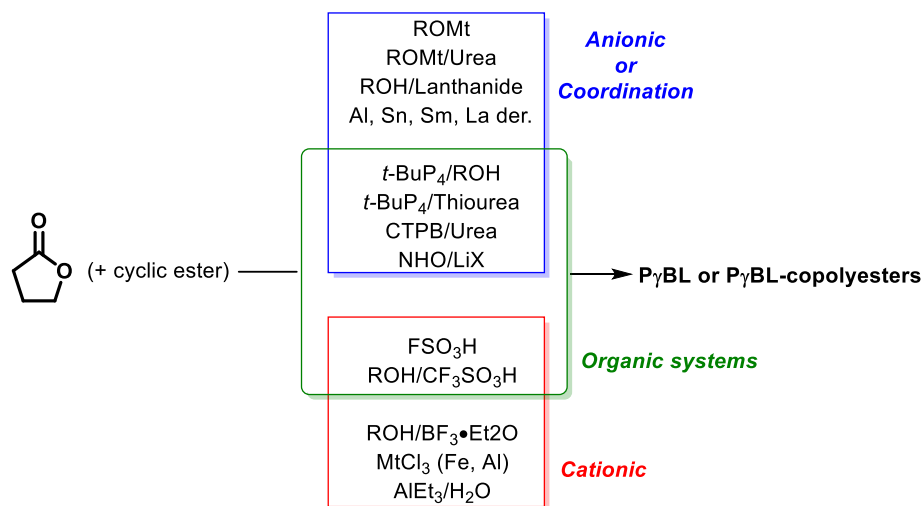 ROMt
ROMt/Urea
ROH/Lanthanide
Al, Sn, Sm, La der.
Anionic
or
Coordination
t-BuP₄/ROH
t-BuP₄/Thiourea
CTPB/Urea
NHO/LiX
O
O
(+ cyclic ester)
PγBL or PγBL-copolyesters
FSO₃H
ROH/CF₃SO₃H
Organic systems
ROH/BF₃•Et2O
MtCl₃ (Fe, Al)
AlEt₃/H₂O
Cationic